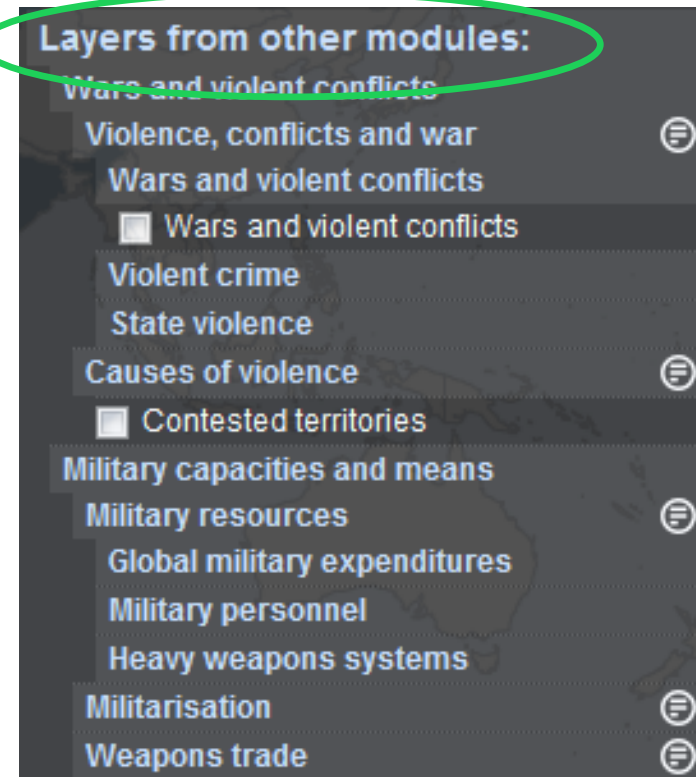 Layers from other modules:
Wars and violent conflicts
Violence, conflicts and war
Wars and violent conflicts
Wars and violent conflicts
Violent crime
State violence
Causes of violence
Contested territories
Military capacities and means
Military resources
Global military expenditures
Military personnel
Heavy weapons systems
Militarisation
Weapons trade